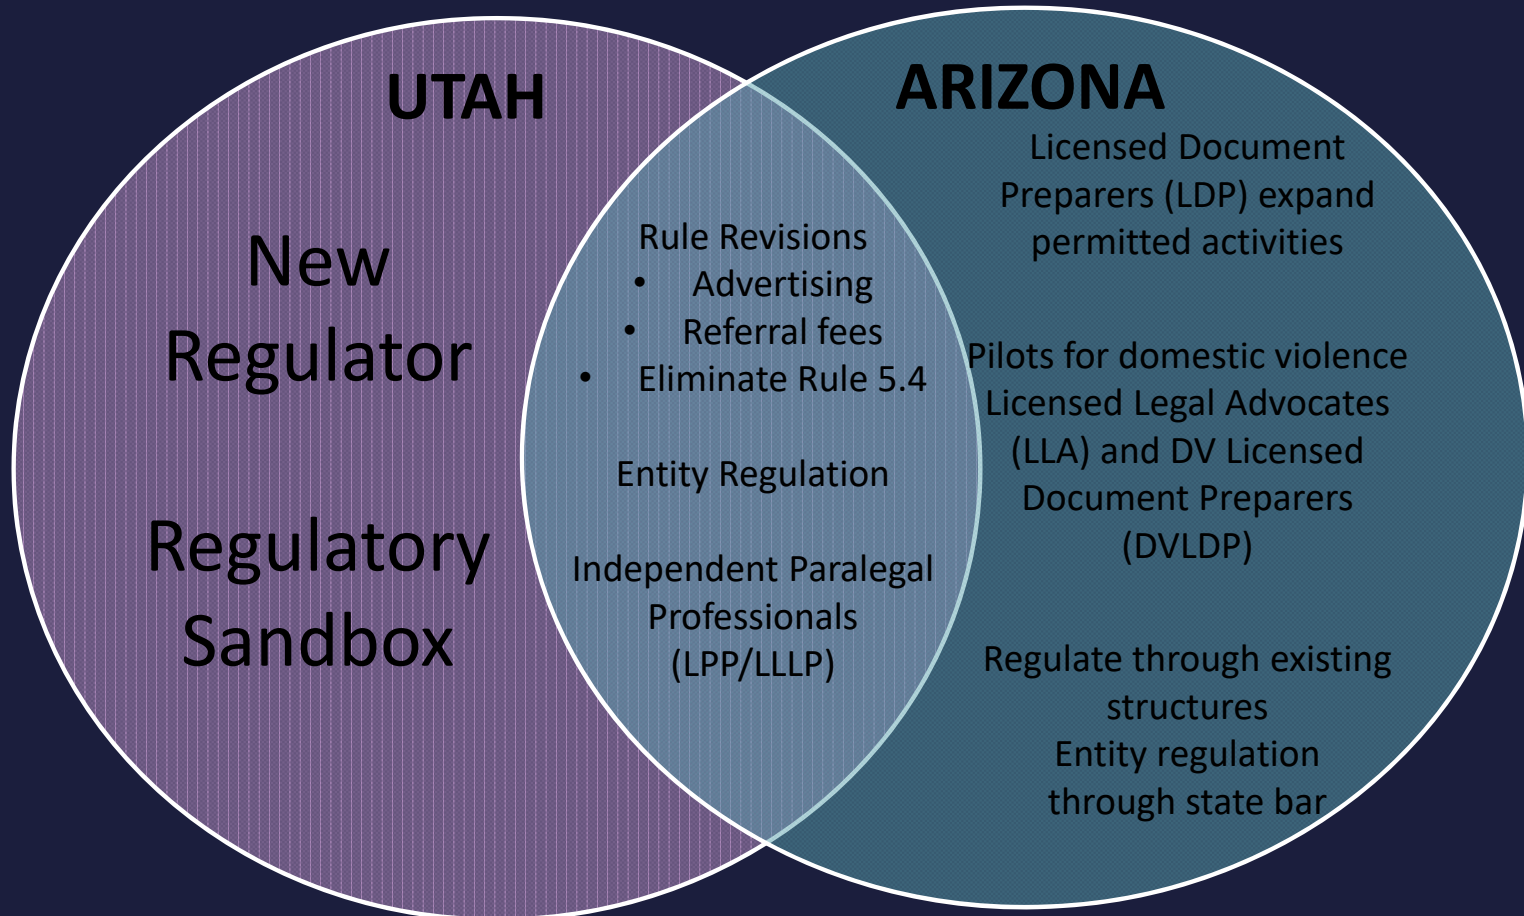 UTAH
New
Regulator
Regulatory
Sandbox
Rule Revisions
• Advertising
• Referral fees
• Eliminate Rule 5.4
Entity Regulation
Independent Paralegal
Professionals
(LPP/LLLP)
ARIZONA
Licensed Document
Preparers (LDP) expand
permitted activities
Pilots for domestic violence
Licensed Legal Advocates
(LLA) and DV Licensed
Document Preparers
(DVLDP)
Regulate through existing
structures
Entity regulation
through state bar